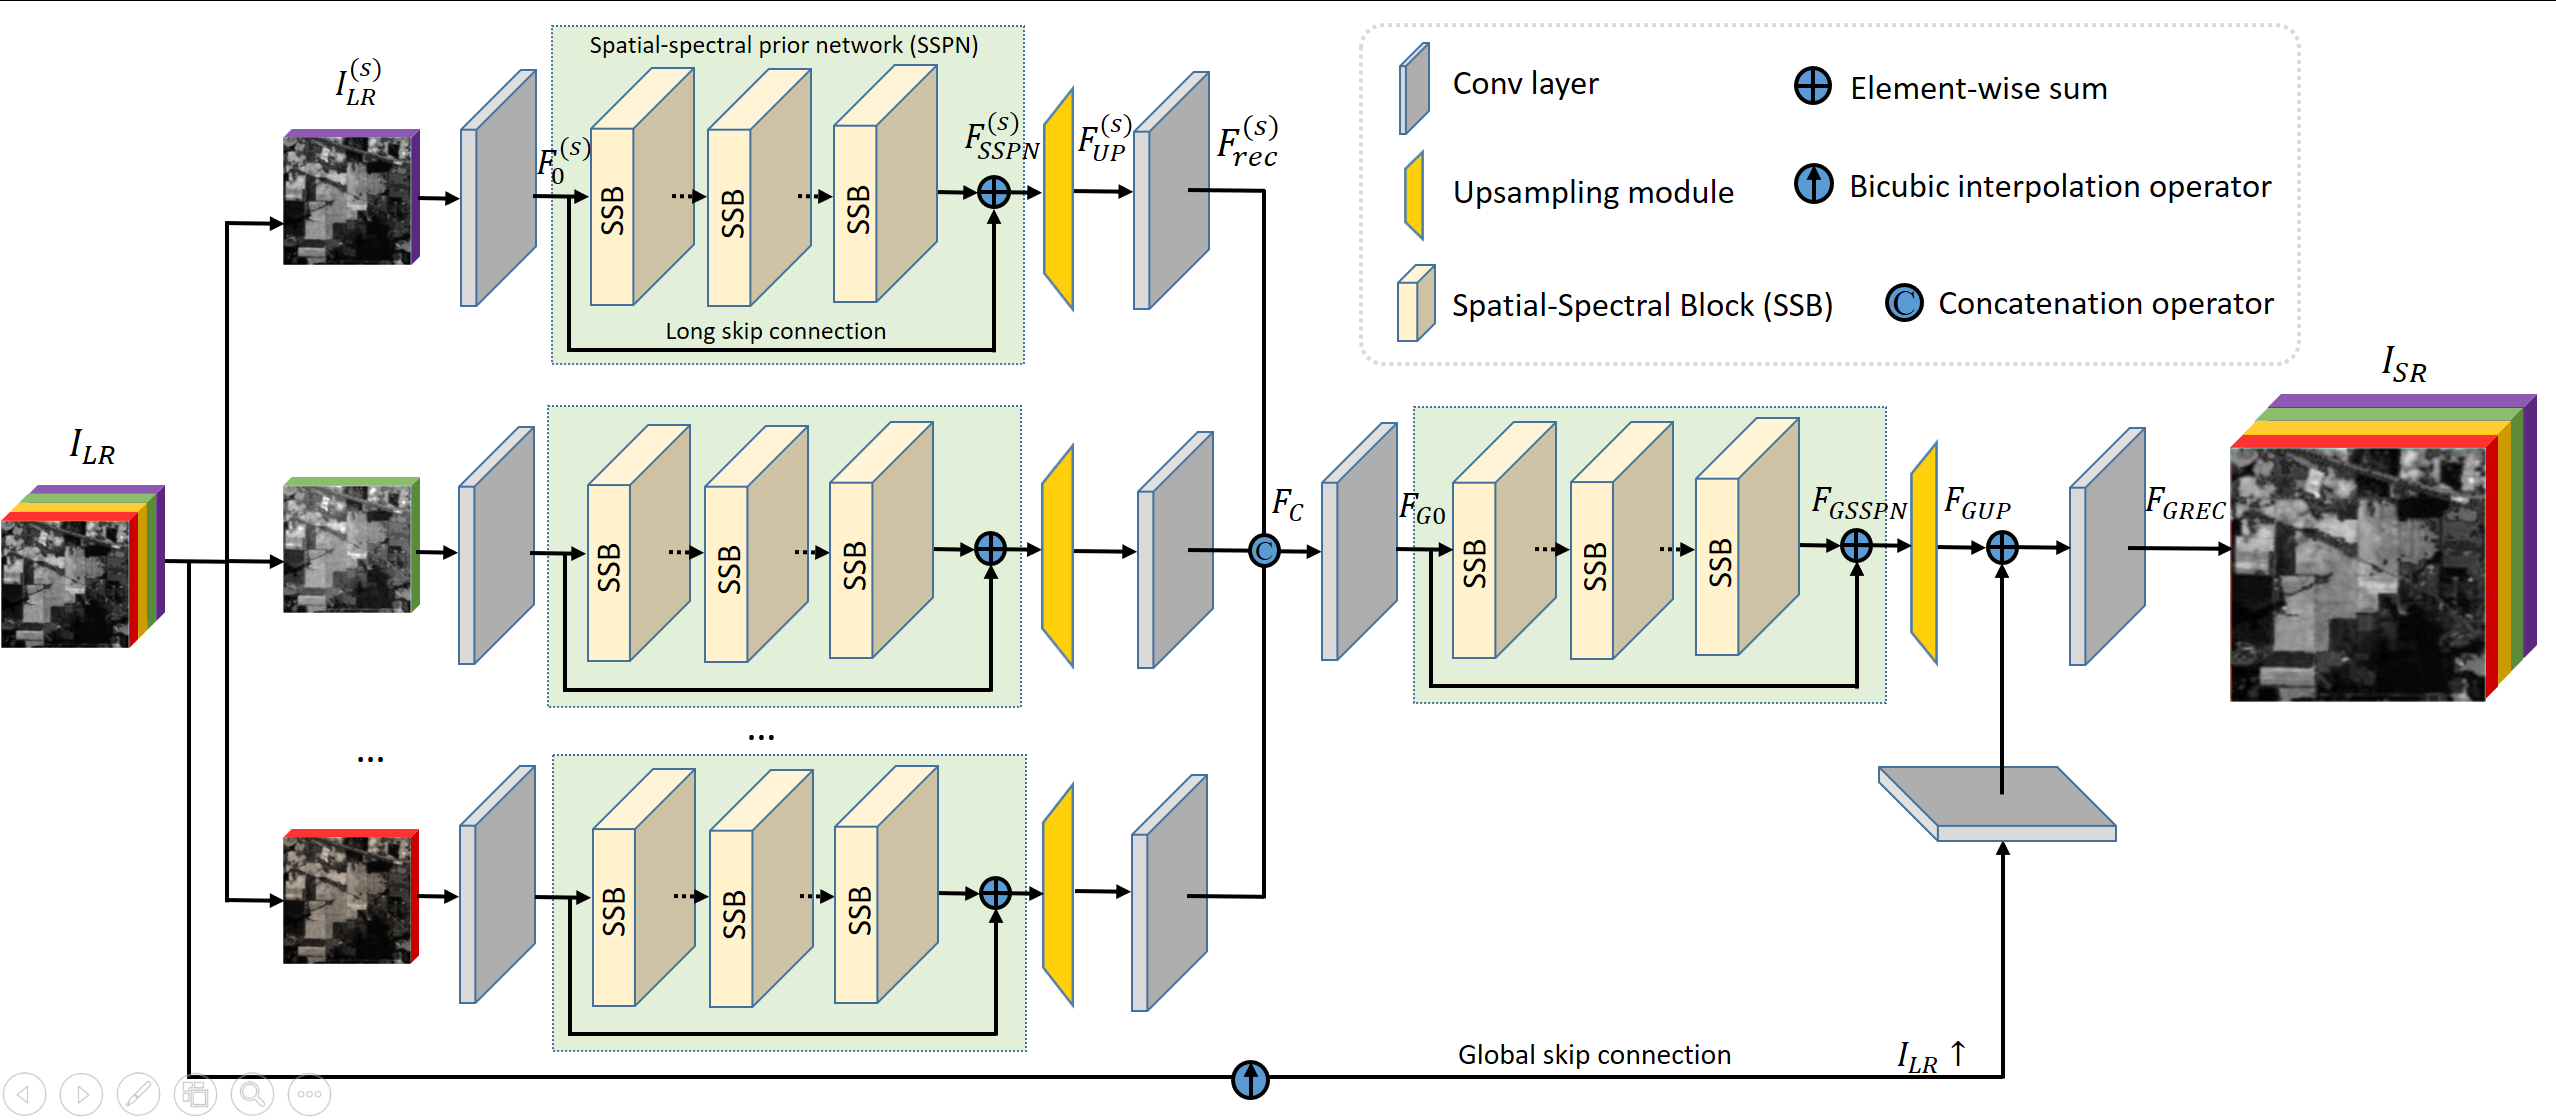 Spatial-spectral prior network (SSPN)
I_{LR}^{(s)}
F_0^{(s)}
SSB
SSB
SSB
F_{SSPN}^{(s)}
F_{UP}^{(s)}
F_{rec}^{(s)}
Long skip connection
Conv layer
Element-wise sum
Upsampling module
Bicubic interpolation operator
Spatial-Spectral Block (SSB)
C Concatenation operator
I_{LR}
SSB
SSB
SSB
F_C
C
F_{G0}
SSB
SSB
SSB
F_{GSSPN}
F_{GUP}
F_{GREC}
I_{SR}
...
...
SSB
SSB
SSB
Global skip connection
I_{LR} ↑